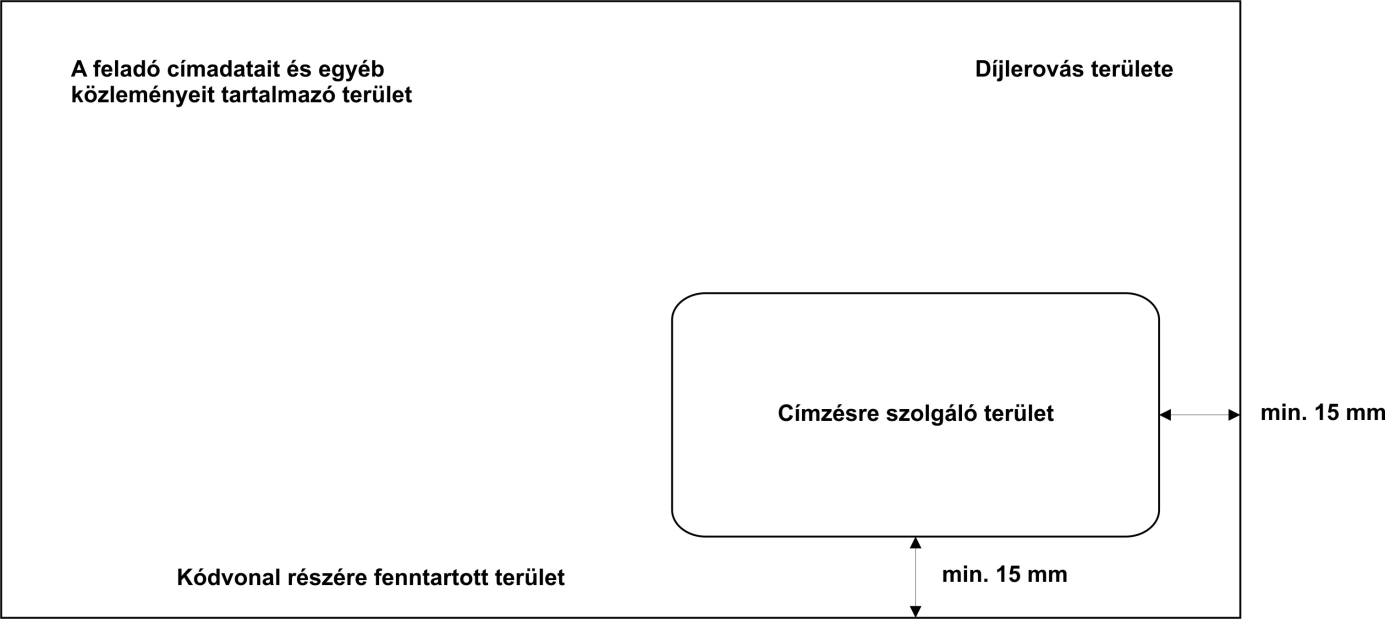 A feladó címadatait és egyéb
közleményeit tartalmazó terület
Díjlerovás területe
Címzésre szolgáló terület
min. 15 mm
Kódvonal részére fenntartott terület
min. 15 mm